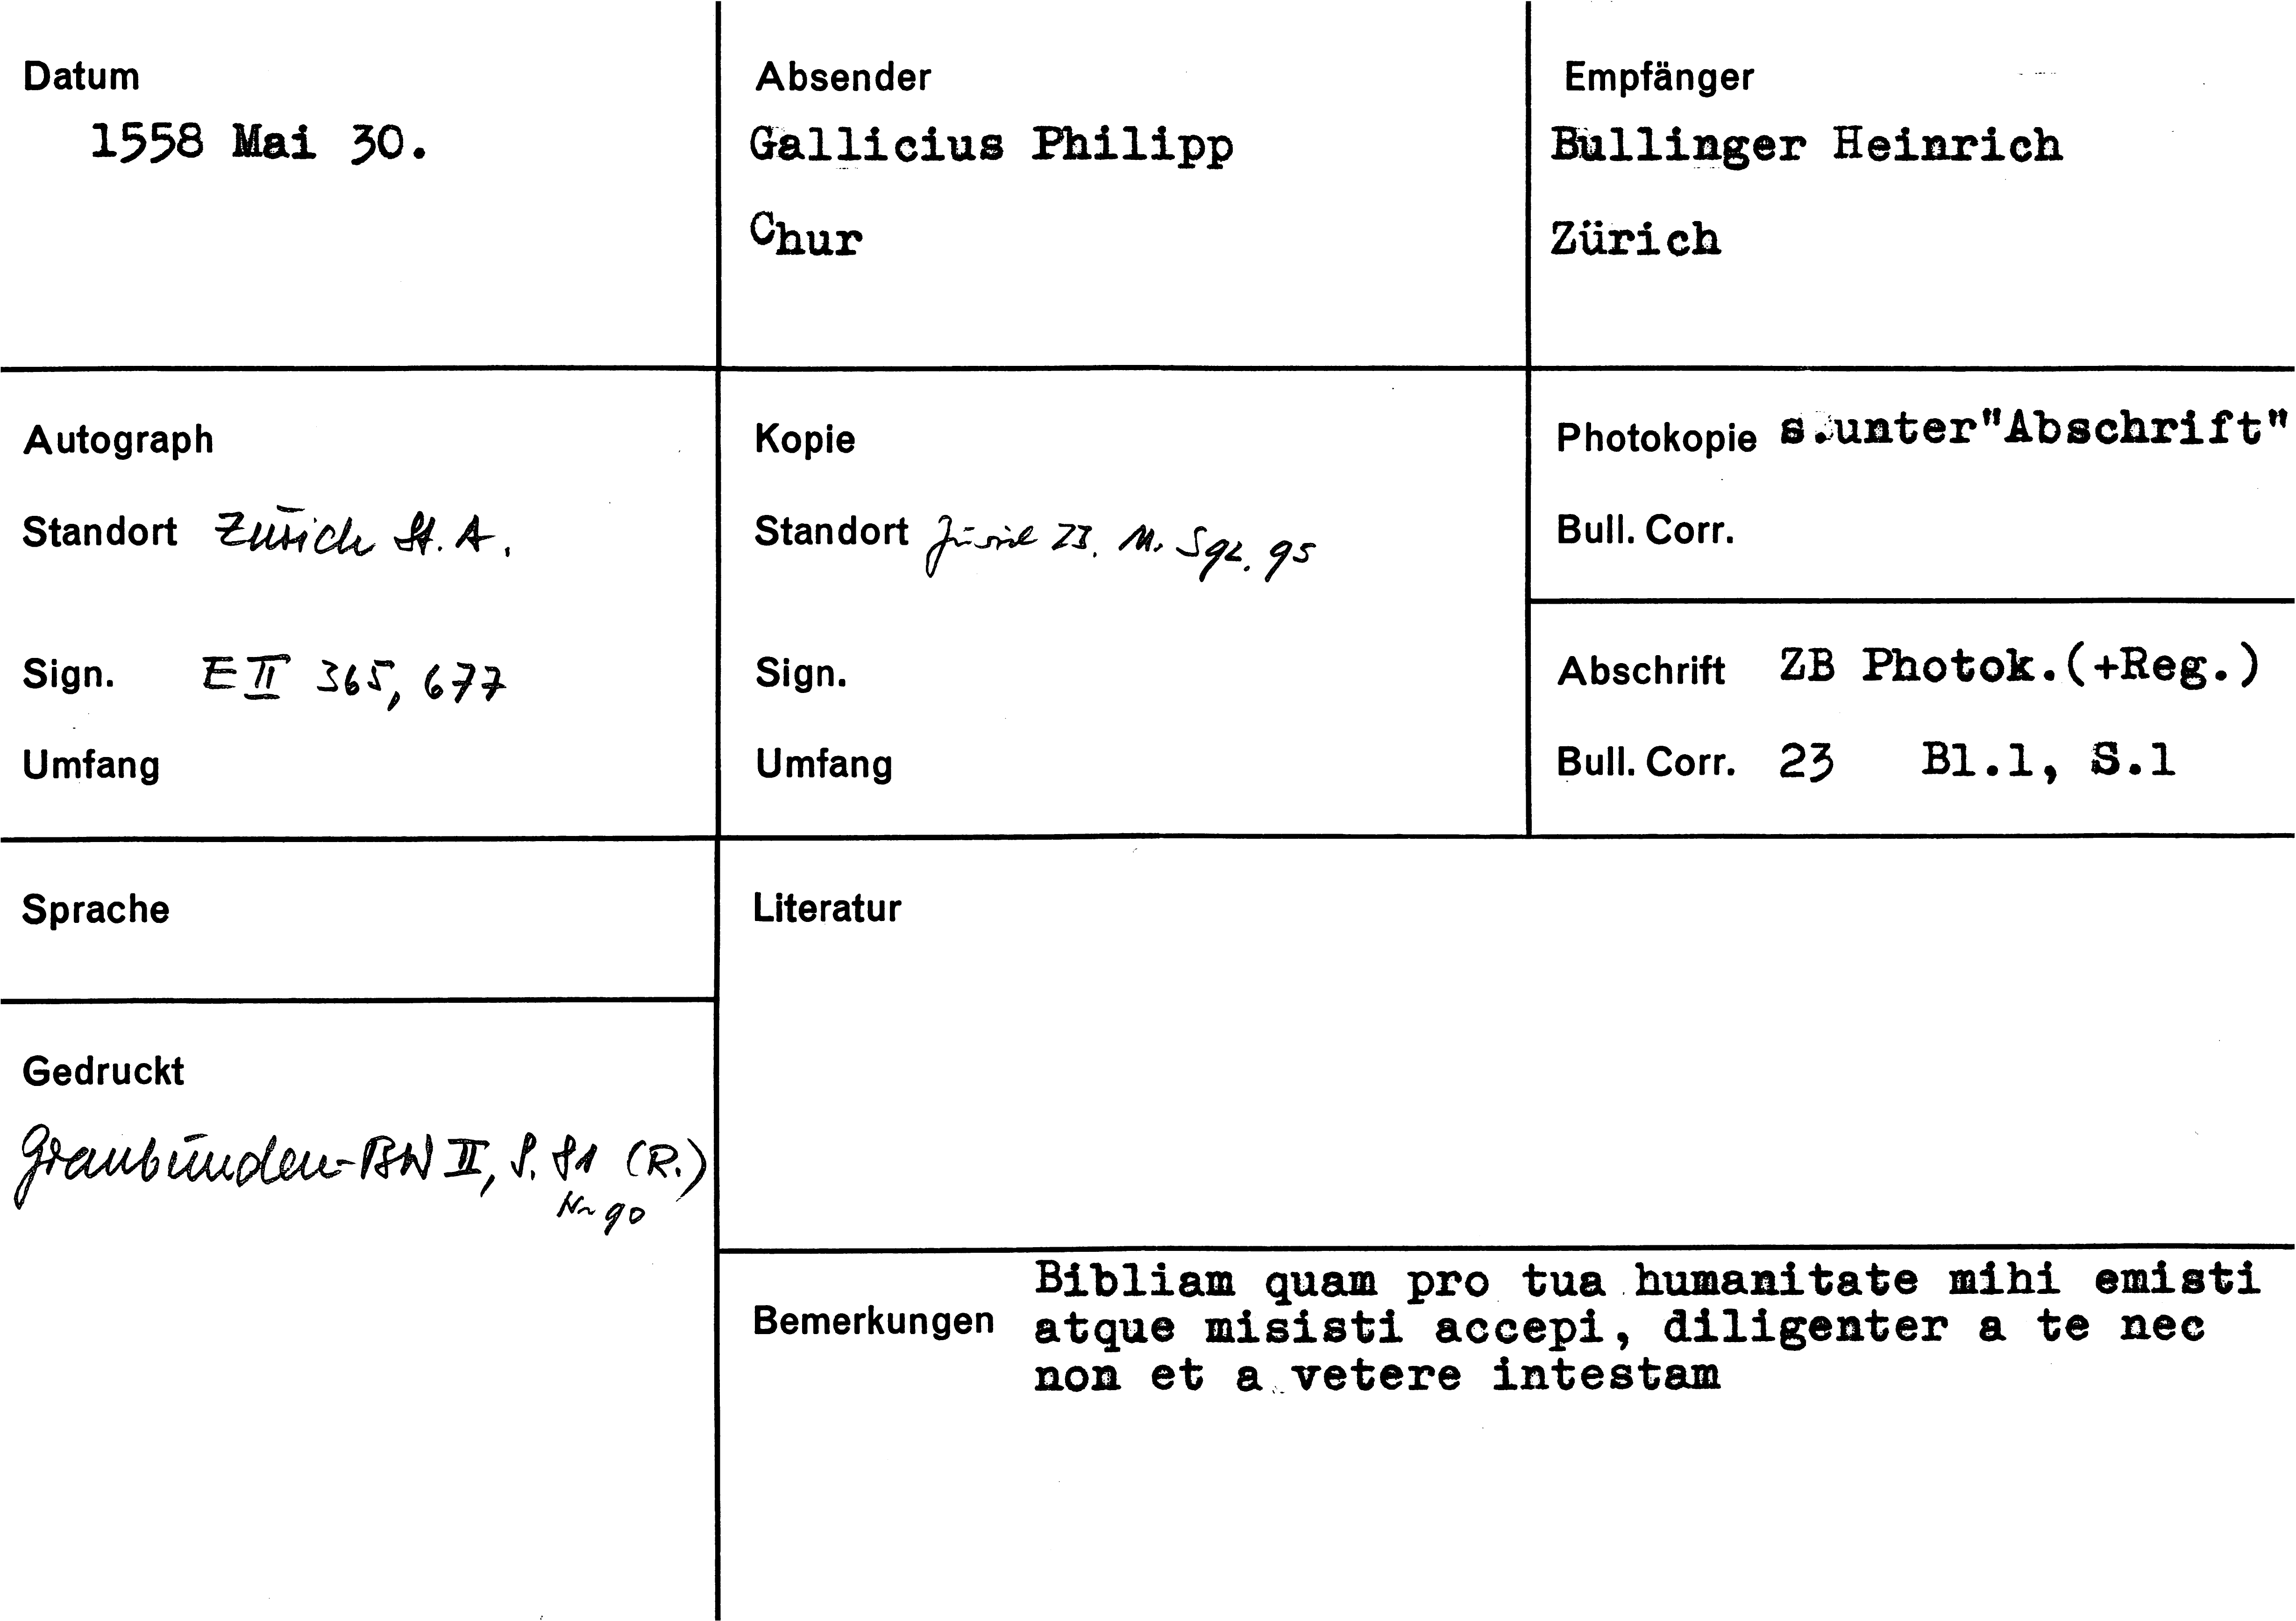 Datum
1558 Mai 30.
Absender
Gallicius Philipp
Chur
Empfänger
Bullinger Heinrich
Zürich
Autograph
Standort Zürich St. A.
Sign. E II 365, 677
Umfang
Kopie
Standort Zürich ZB. M.
Sign.
Umfang
Photokopie s.unter"Abschrift"
Bull. Corr.
Abschrift ZB Photok.(+Reg.)
Bull. Corr. 23 Bl.1, S.1
Sprache
Gedruckt
Graubünden-BW II, S. 81 (R.)
Nr 90
Literatur
Bemerkungen
Bibliam quam pro tua humanitate mihi emisti
atque misisti accepi, diligenter a te nec
non et a vetere intestam